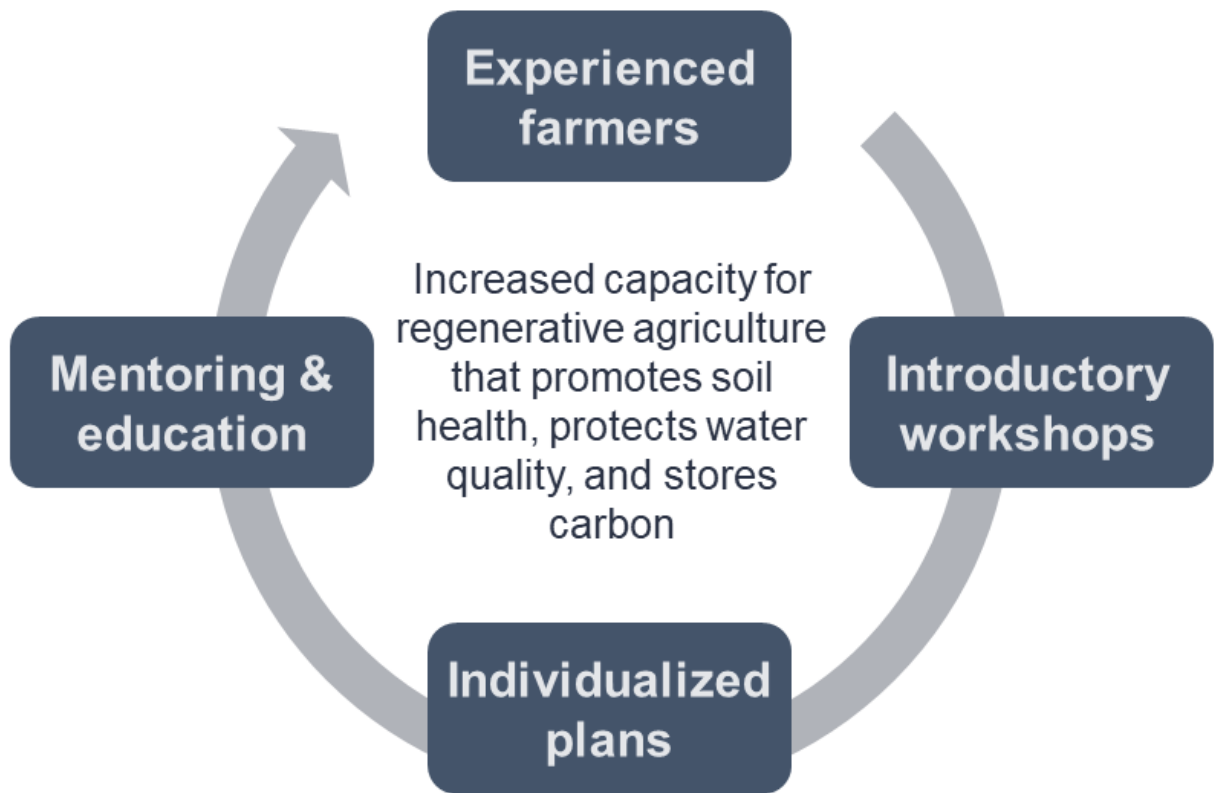 Experienced
farmers
Increased capacity for
regenerative agriculture
that promotes soil
health, protects water
quality, and stores
carbon
Mentoring &
education
Introductory
workshops
Individualized
plans